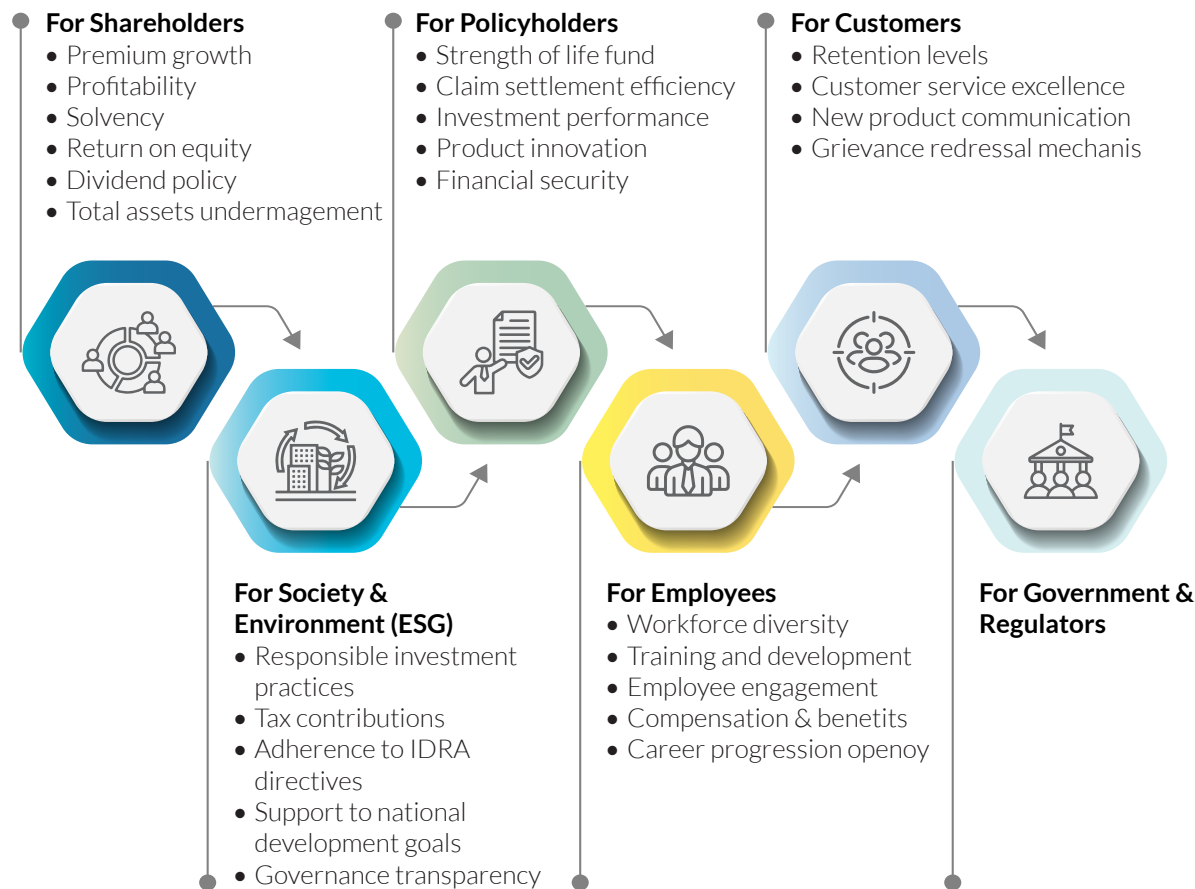 For Shareholders
• Premium growth
• Profitability
• Solvency
• Return on equity
• Dividend policy
• Total assets undermagement
For Policyholders
• Strength of life fund
• Claim settlement efficiency
• Investment performance
• Product innovation
• Financial security
For Customers
• Retention levels
• Customer service excellence
• New product communication
• Grievance redressal mechanis
For Society &
Environment (ESG)
• Responsible investment
practices
• Tax contributions
• Adherence to IDRA
directives
• Support to national
development goals
• Governance transparency
For Employees
• Workforce diversity
• Training and development
• Employee engagement
• Compensation & benefits
• Career progression openoy
For Government &
Regulators